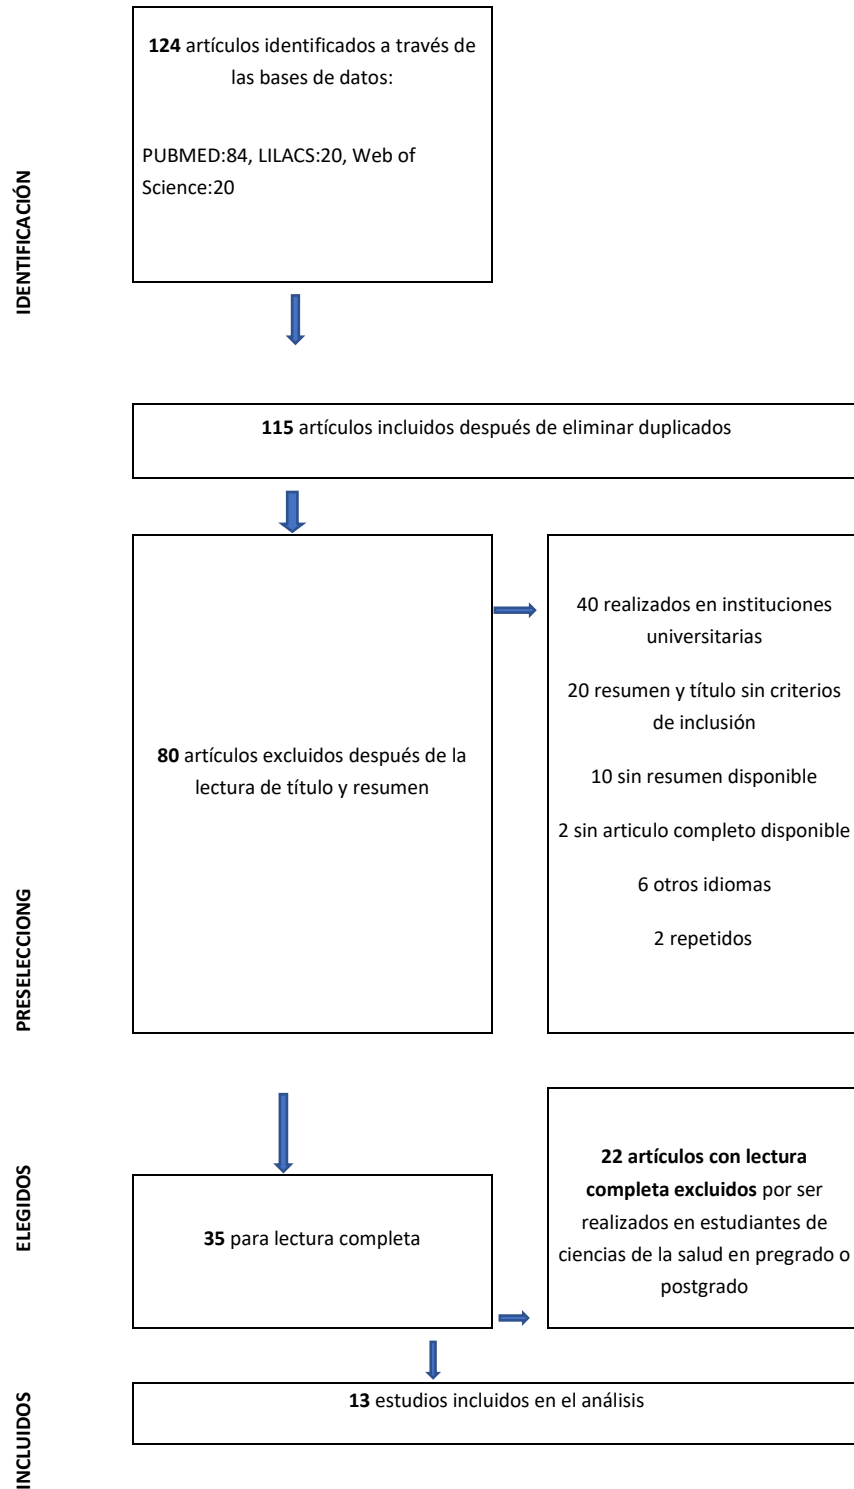 IDENTIFICACIÓN
124 artículos identificados a través de
las bases de datos:
PUBMED:84, LILACS:20, Web of
Science:20
115 artículos incluidos después de eliminar duplicados
PRESELECCIONG
80 artículos excluidos después de la
lectura de título y resumen
40 realizados en instituciones
universitarias
20 resumen y título sin criterios
de inclusión
10 sin resumen disponible
2 sin articulo completo disponible
6 otros idiomas
2 repetidos
ELEGIDOS
35 para lectura completa
22 artículos con lectura
completa excluidos por ser
realizados en estudiantes de
ciencias de la salud en pregrado o
postgrado
INCLUIDOS
13 estudios incluidos en el análisis